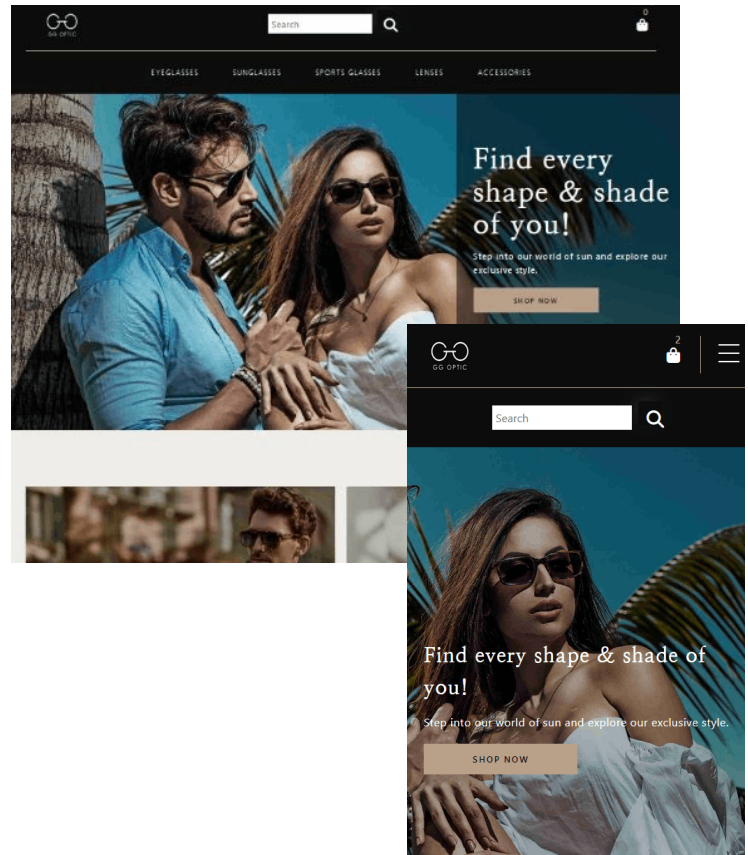 GG OPTIC
Search
0
EYEGLASSES SUNGLASSES SPORTS GLASSES LENSES ACCESSORIES
Find every
shape & shade
of you!
Step into our world of sun and explore our
exclusive style.
SHOP NOW
GG OPTIC
2
Search
Find every shape & shade of
you!
Step into our world of sun and explore our exclusive style.
SHOP NOW